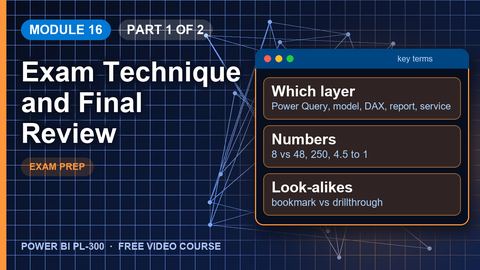 MODULE 16
PART 1 OF 2
Exam Technique
and Final
Review
EXAM PREP
POWER BI PL-300 · FREE VIDEO COURSE
key terms
Which layer
Power Query, model, DAX, report, service
Numbers
8 vs 48, 250, 4.5 to 1
Look-alikes
bookmark vs drillthrough